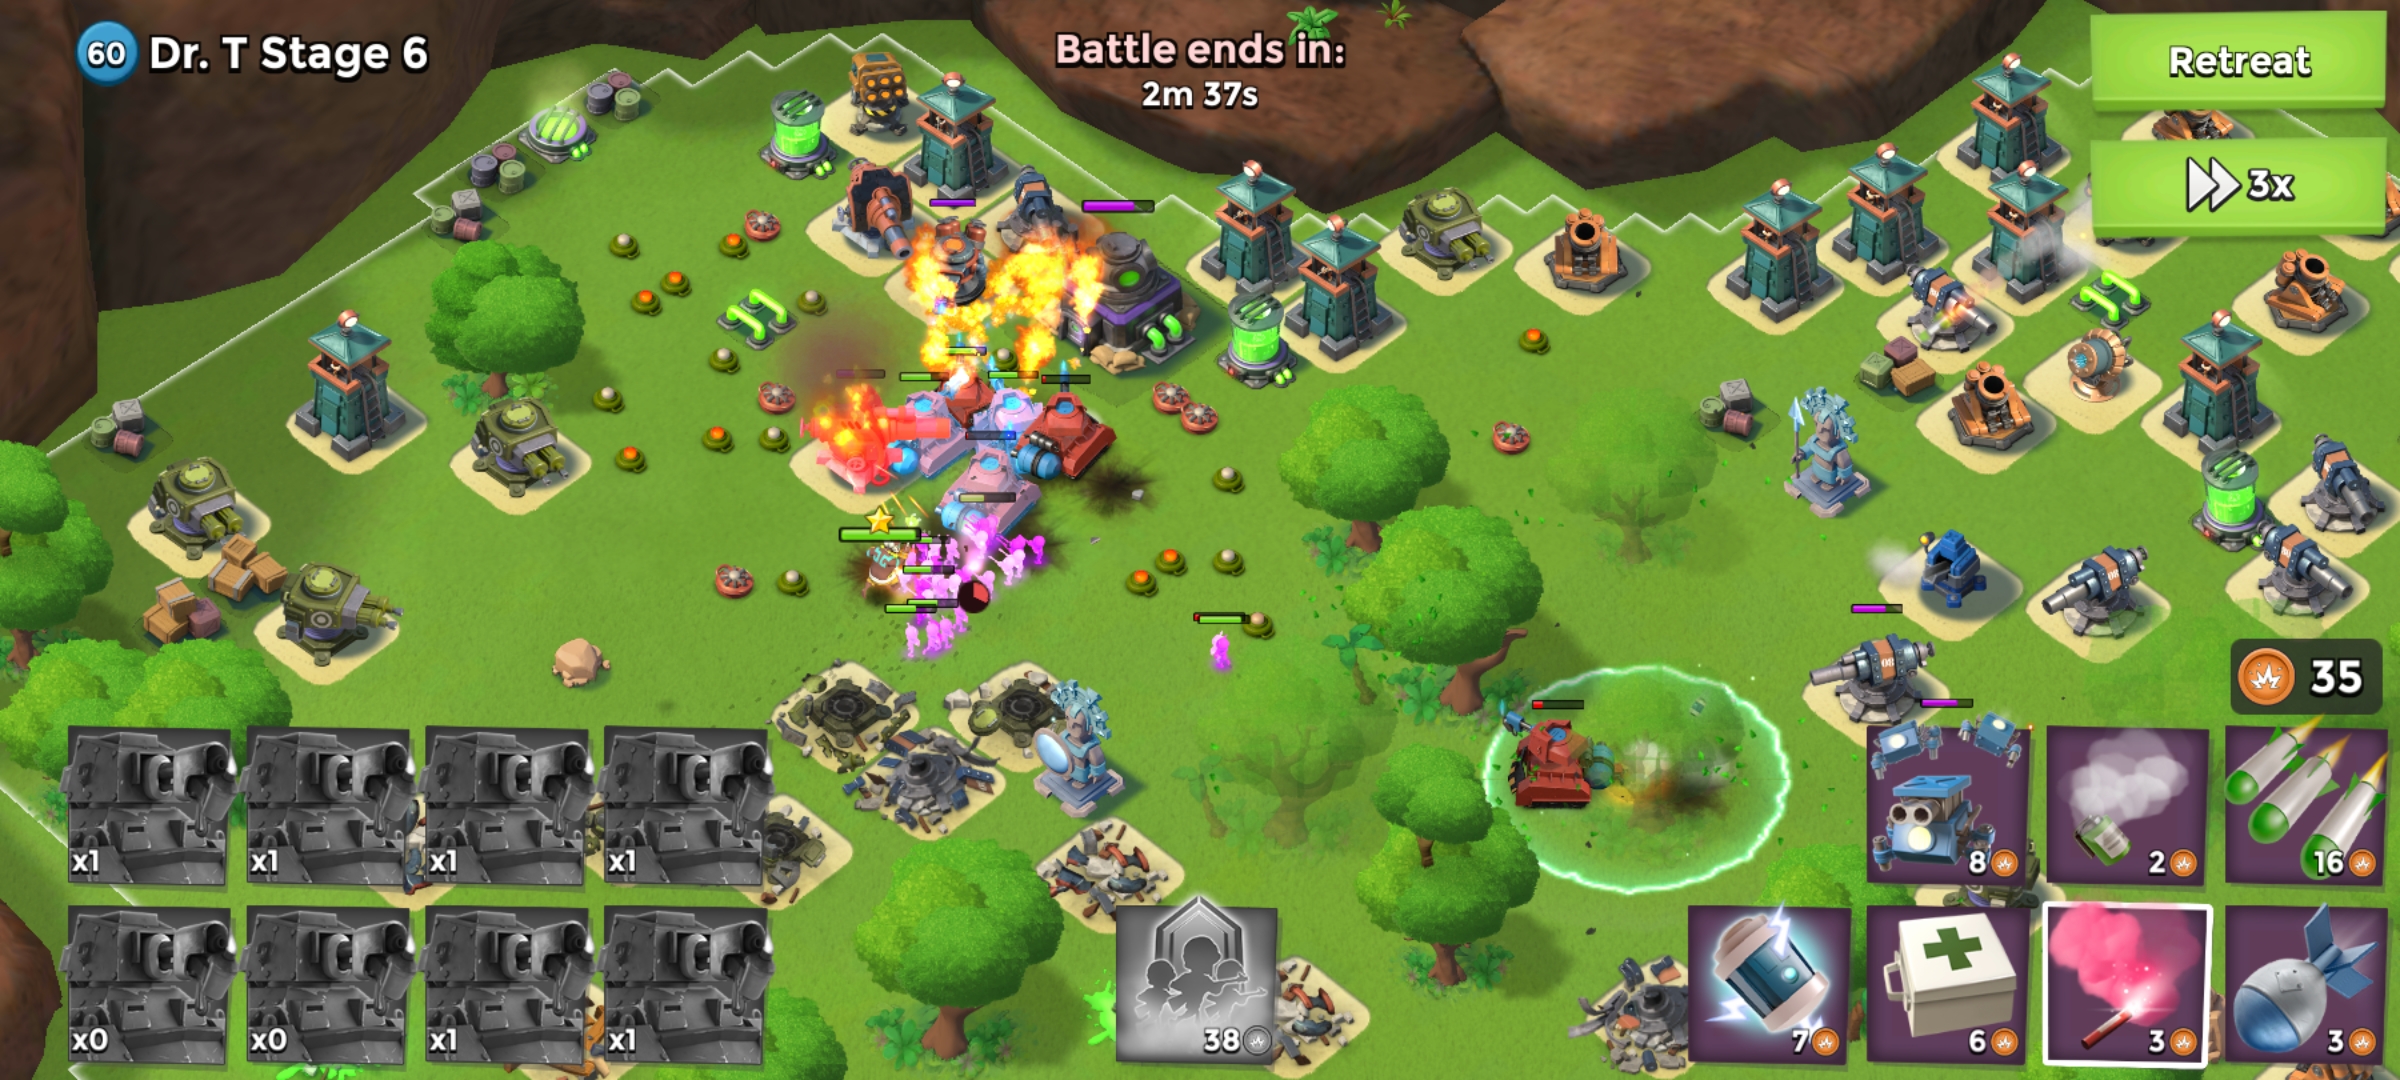 60 Dr. T Stage 6
Battle ends in:
2m 37s
Retreat
3x
35
x1 x1 x1 x1
8 2 16
x0 x0 x1 x1
38 7 6 3 3